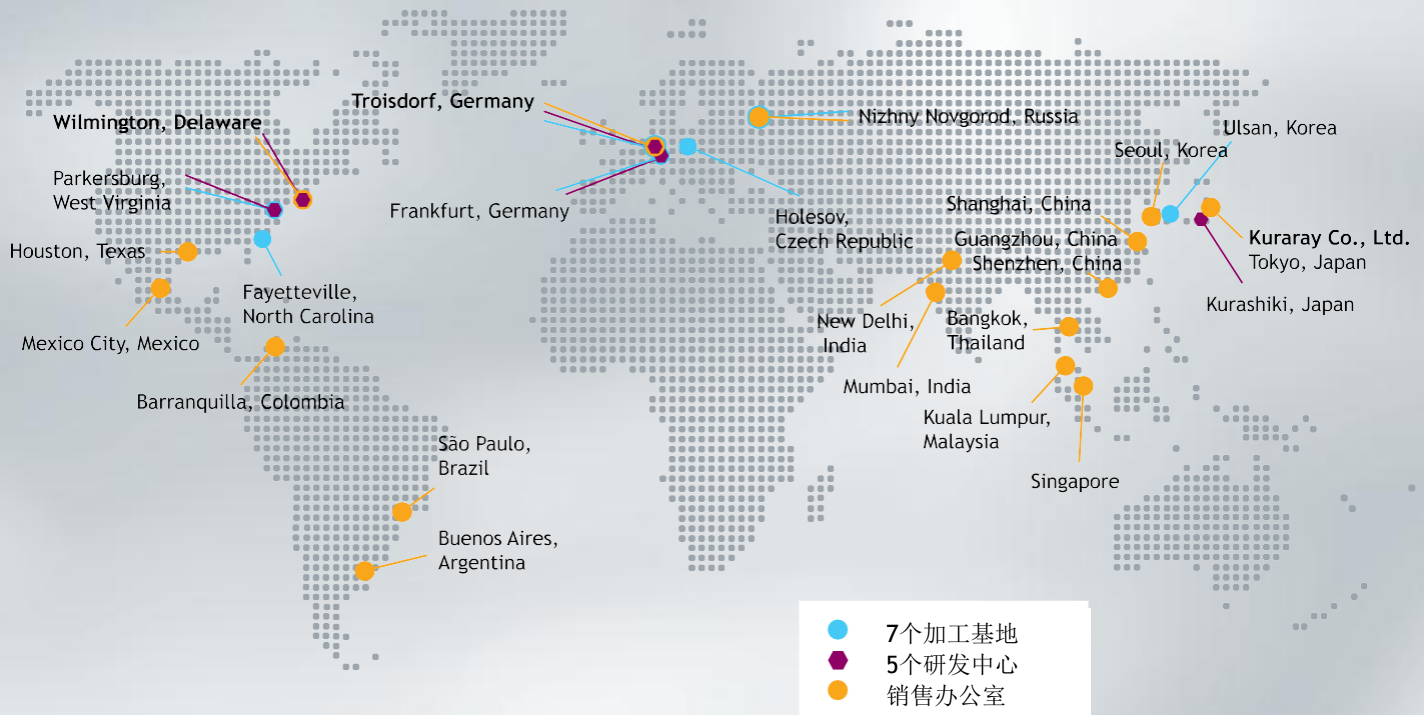 Troisdorf, Germany
Wilmington, Delaware
Nizhny Novgorod, Russia
Ulsan, Korea
Seoul, Korea
Parkersburg,
West Virginia
Frankfurt, Germany
Shanghai, China
Holesov,
Czech Republic
Guangzhou, China
Shenzhen, China
Kuraray Co., Ltd.
Tokyo, Japan
Houston, Texas
Fayetteville,
North Carolina
Kurashiki, Japan
New Delhi,
India
Bangkok,
Thailand
Mexico City, Mexico
Mumbai, India
Barranquilla, Colombia
Kuala Lumpur,
Malaysia
São Paulo,
Brazil
Singapore
Buenos Aires,
Argentina
7个加工基地
5个研发中心
销售办公室